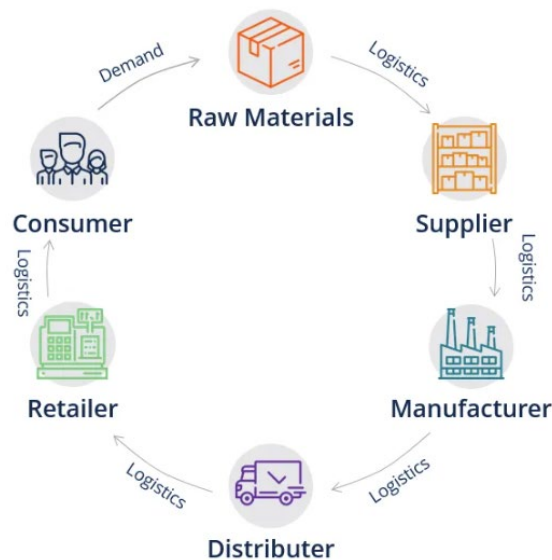 Demand
Logistics
Raw Materials
Consumer
Supplier
Logistics
Logistics
Retailer
Manufacturer
Logistics
Logistics
Distributer